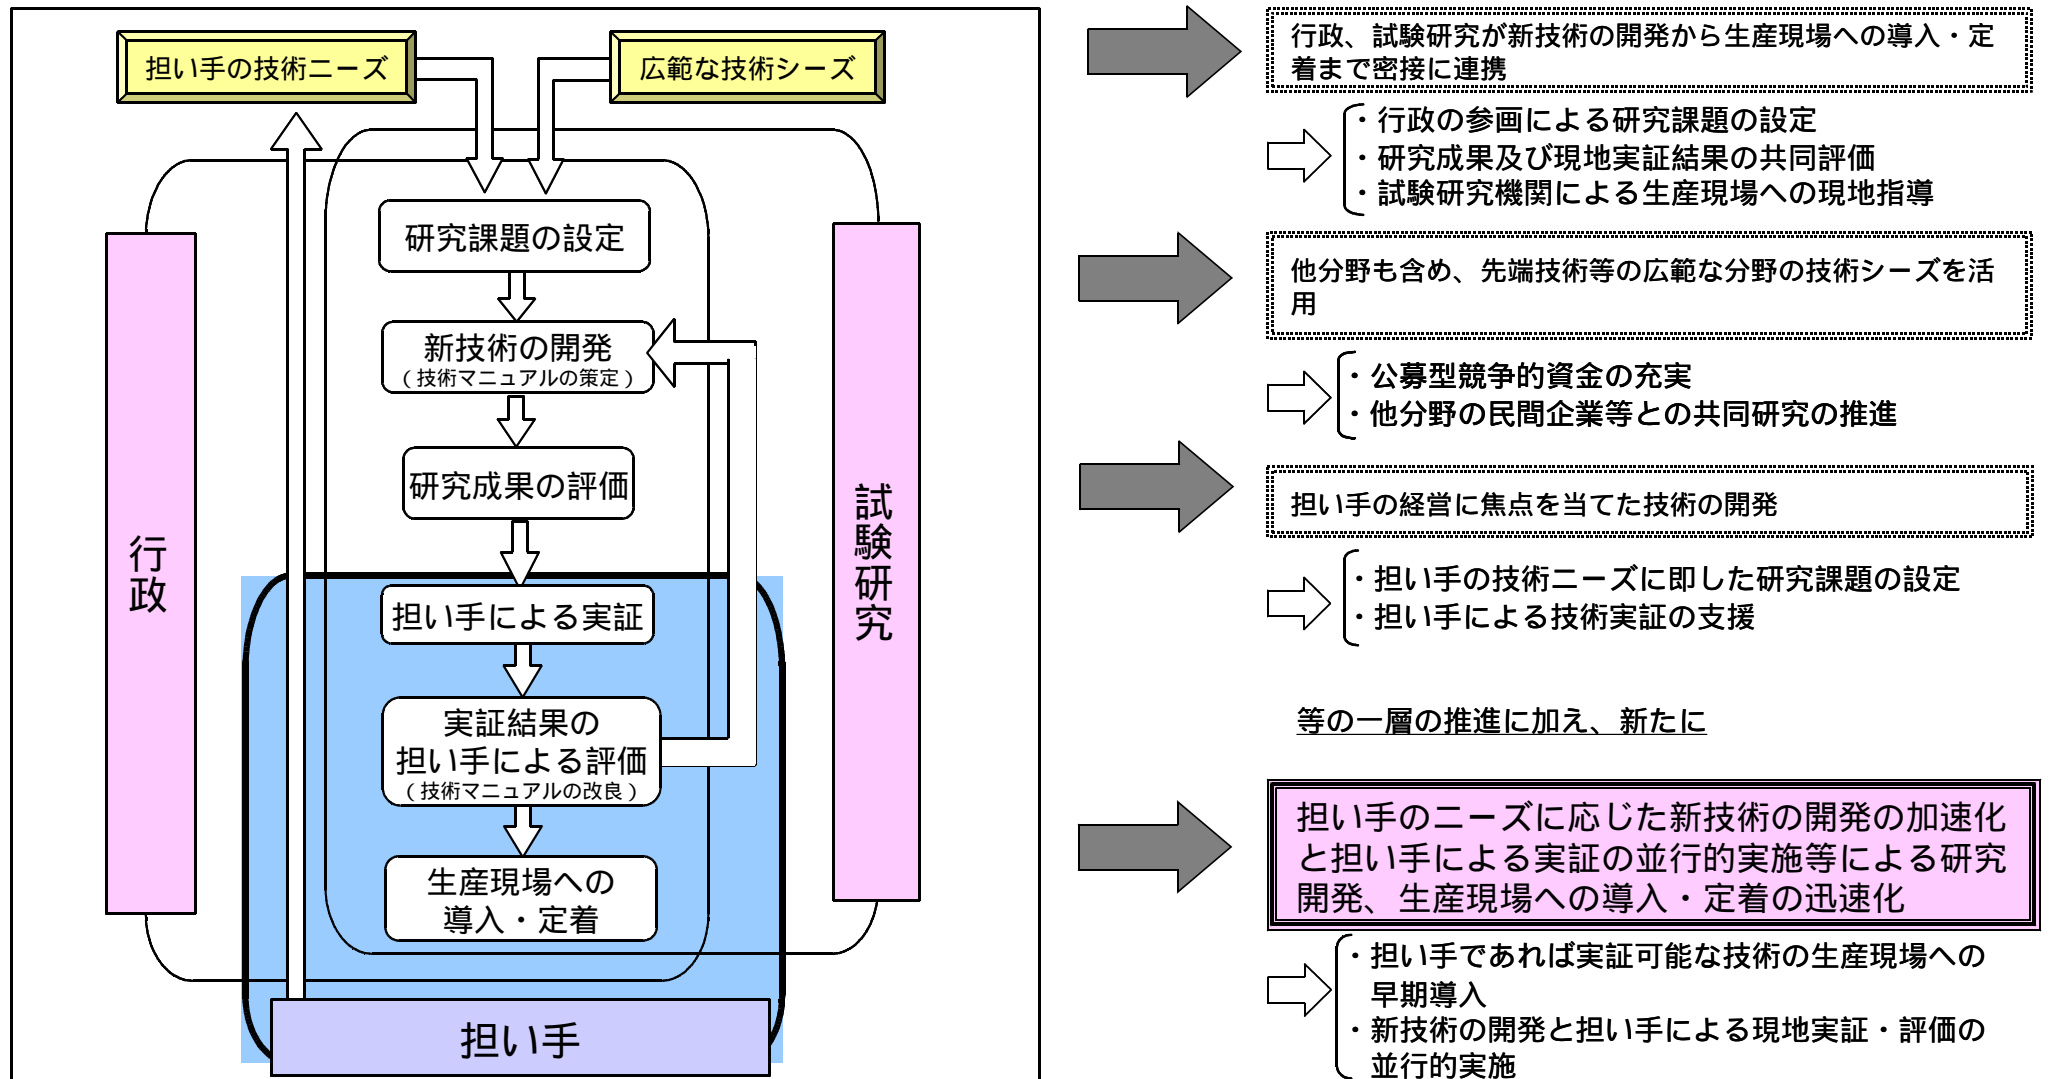 担い手の技術ニーズ
広範な技術シーズ
研究課題の設定
新技術の開発
（技術マニュアルの策定）
研究成果の評価
担い手による実証
実証結果の
担い手による評価
（技術マニュアルの改良）
生産現場への
導入・定着
行政
試験研究
担い手
行政、試験研究が新技術の開発から生産現場への導入・定
着まで密接に連携
・行政の参画による研究課題の設定
・研究成果及び現地実証結果の共同評価
・試験研究機関による生産現場への現地指導
他分野も含め、先端技術等の広範な分野の技術シーズを活
用
・公募型競争的資金の充実
・他分野の民間企業等との共同研究の推進
担い手の経営に焦点を当てた技術の開発
・担い手の技術ニーズに即した研究課題の設定
・担い手による技術実証の支援
等の一層の推進に加え、新たに
担い手のニーズに応じた新技術の開発の加速化
と担い手による実証の並行的実施等による研究
開発、生産現場への導入・定着の迅速化
・担い手であれば実証可能な技術の生産現場への
早期導入
・新技術の開発と担い手による現地実証・評価の
並行的実施